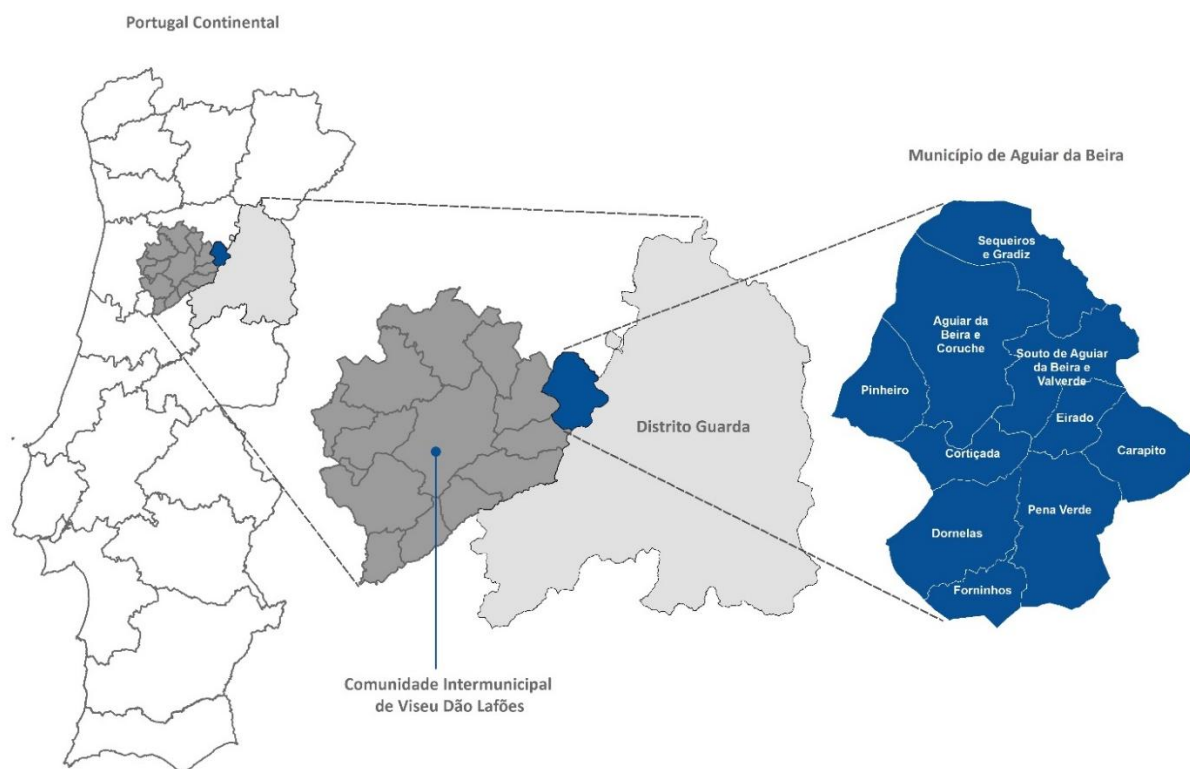 Portugal Continental
Município de Aguiar da Beira
Sequeiros
e Gradiz
Aguiar da
Beira e
Coruche
Souto de Aguiar
da Beira e
Valverde
Pinheiro
Eirado
Carapito
Cortiçada
Pena Verde
Dornelas
Forninhos
Distrito Guarda
Comunidade Intermunicipal
de Viseu Dão Lafões